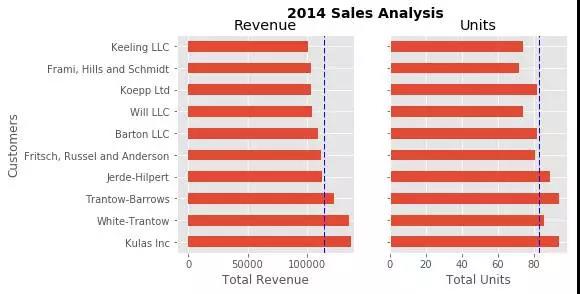 2014 Sales Analysis
Revenue
Units
Customers
Keeling LLC
Frami, Hills and Schmidt
Koepp Ltd
Will LLC
Barton LLC
Fritsch, Russel and Anderson
Jerde-Hilpert
Trantow-Barrows
White-Trantow
Kulas Inc
0 50000 100000
0 20 40 60 80
Total Revenue
Total Units